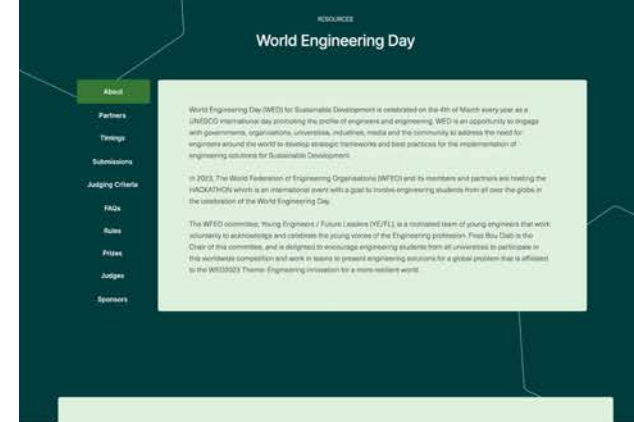 RESOURCES
World Engineering Day
About
Partners
Timings
Submissions
Judging Criteria
FAQs
Rules
Prizes
Judges
Sponsors
World Engineering Day (WED) for Sustainable Development is celebrated on the 4th of March every year as a
UNESCO international day promoting the profile of engineers and engineering. WED is an opportunity to engage
with governments, organisations, universities, industries, media and the community to address the need for
engineers around the world to develop strategic frameworks and best practices for the implementation of
engineering solutions for Sustainable Development.
In 2023, The World Federation of Engineering Organisations (WFEO) and its members and partners are hosting the
HACKATHON which is an international event with a goal to involve engineering students from all over the globe in
the celebration of the World Engineering Day.
The WFEO committee, Young Engineers / Future Leaders (YE/FL), is a motivated team of young engineers that work
voluntarily to acknowledge and celebrate the young voices of the Engineering profession. Firas Bou Diab is the
Chair of this committee, and is delighted to encourage engineering students from all universities to participate in
this worldwide competition and work in teams to present engineering solutions for a global problem that is affiliated
to the WED2023 Theme: Engineering innovation for a more resilient world.